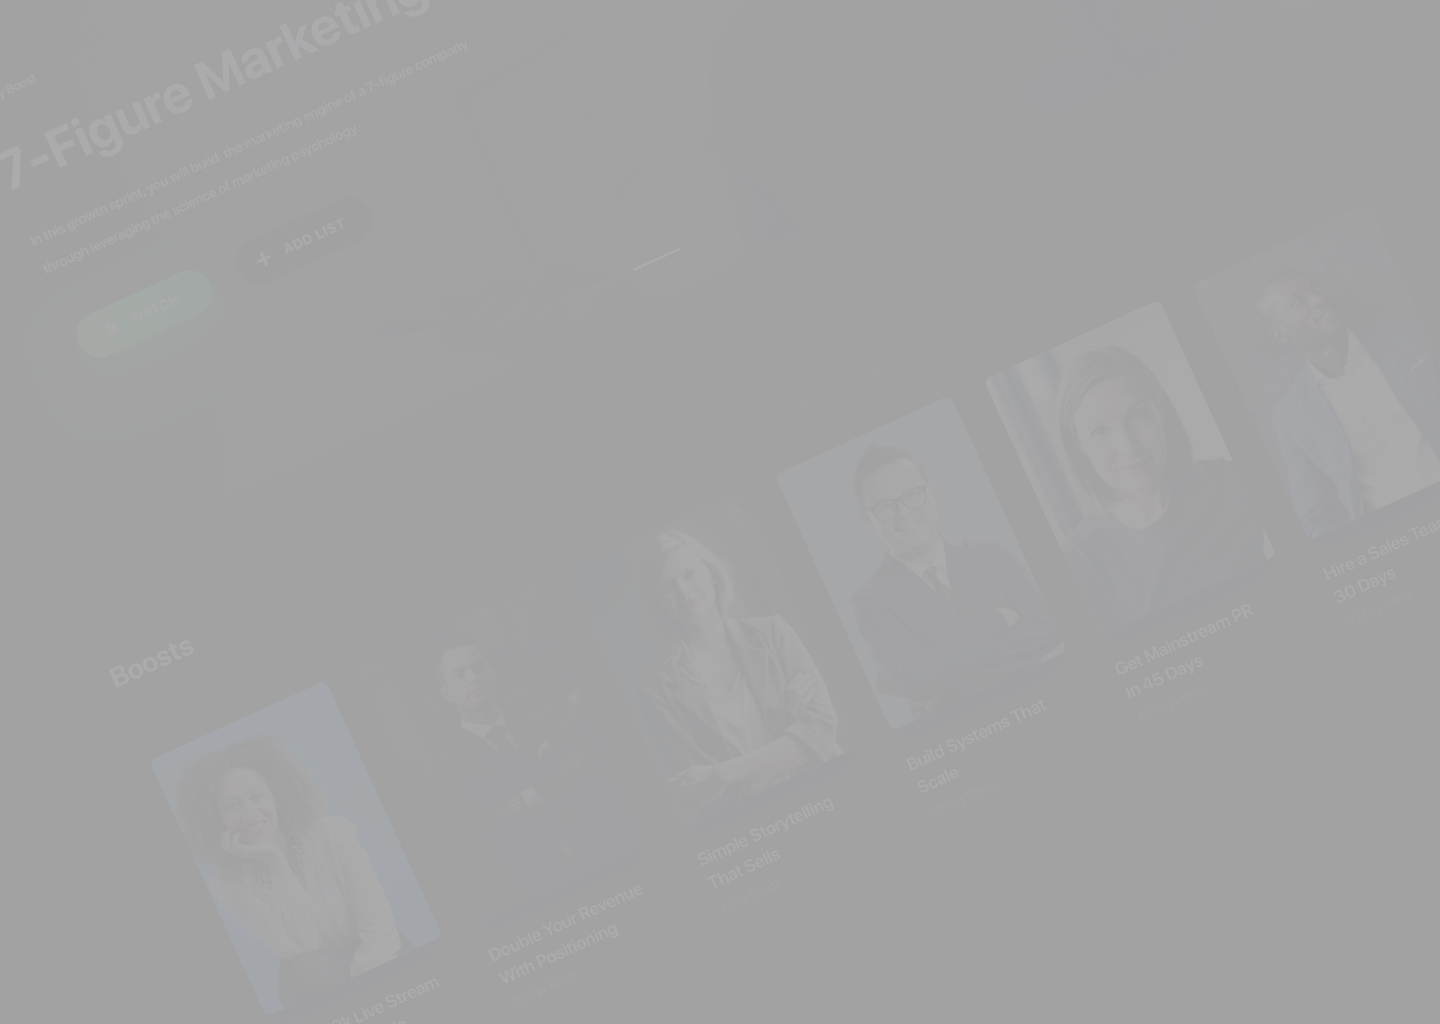 y Boost
7-Figure Marketing
In this growth sprint, you will build the marketing engine of a 7-figure company
through leveraging the science of marketing psychology.
WATCH
+ ADD LIST
Boosts
Live Stream
Double Your Revenue
With Positioning
Simple Storytelling
That Sells
Build Systems That
Scale
Get Mainstream PR
In 45 Days
Hire a Sales Team
30 Days